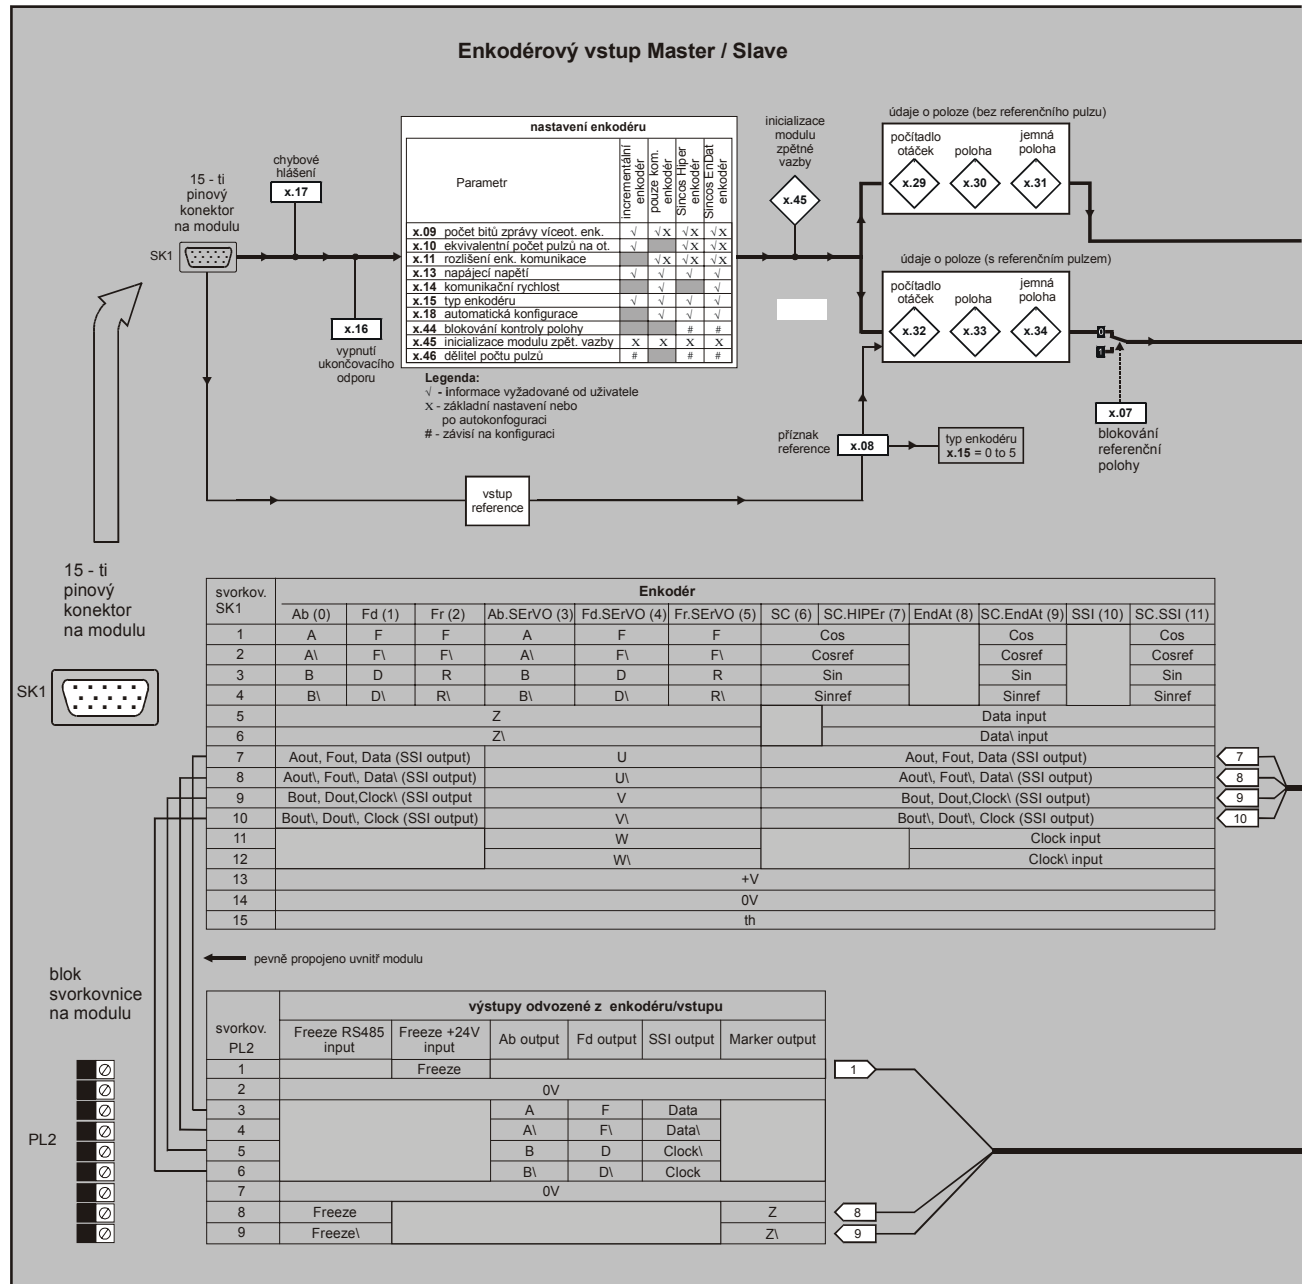 Enkodérový vstup Master / Slave
15 - ti
pinový
konektor
na modulu
SK1
chybové
hlášení
x.17
x.16
vypnutí
ukončovacího
odporu
nastavení enkodéru
Parametr
incrementální
enkodér
pouze kom.
enkodér
Sincos Hiper
enkodér
Sincos EnDat
enkodér
x.09 počet bitů zprávy víceot. enk. √ √X √X √X
x.10 ekvivalentní počet pulzů na ot. √ √X √X
x.11 rozlišení enk. komunikace √X √X √X
x.13 napájecí napětí √ √ √ √
x.14 komunikační rychlost √ √
x.15 typ enkodéru √ √ √ √
x.18 automatická konfigurace √ √ √
x.44 blokování kontroly polohy # #
x.45 inicializace modulu zpět. vazby X X X X
x.46 dělitel počtu pulzů # # #
Legenda:
√ - informace vyžadované od uživatele
X - základní nastavení nebo
po autokonfoguraci
# - závisí na konfiguraci
inicializace
modulu
zpětné
vazby
x.45
údaje o poloze (bez referenčního pulzu)
počítadlo
otáček
poloha
jemná
poloha
x.29 x.30 x.31
údaje o poloze (s referenčním pulzem)
počítadlo
otáček
poloha
jemná
poloha
x.32 x.33 x.34
0
1
x.07
blokování
referenční
polohy
příznak
reference
x.08
typ enkodéru
x.15 = 0 to 5
vstup
reference
15 - ti
pinový
konektor
na modulu
SK1
svorkov.
SK1
Enkodér
Ab (0) Fd (1) Fr (2) Ab.SErVO (3) Fd.SErVO (4) Fr.SErVO (5) SC (6) SC.HIPEr (7) EndAt (8) SC.EndAt (9) SSI (10) SC.SSI (11)
1 A F F A F F Cos Cos Cos
2 A\ F\ F\ A\ F\ F\ Cosref Cosref Cosref
3 B D R B D R Sin Sin Sin
4 B\ D\ R\ B\ D\ R\ Sinref Sinref Sinref
5 Z Data input
6 Z\ Data\ input
7 Aout, Fout, Data (SSI output) U Aout, Fout, Data (SSI output) 7
8 Aout\, Fout\, Data\ (SSI output) U\ Aout\, Fout\, Data\ (SSI output) 8
9 Bout, Dout,Clock\ (SSI output V Bout, Dout,Clock\ (SSI output) 9
10 Bout\, Dout\, Clock (SSI output) V\ Bout\, Dout\, Clock (SSI output) 10
11 W Clock input
12 W\ Clock\ input
13 +V
14 0V
15 th
pevně propojeno uvnitř modulu
blok
svorkovnice
na modulu
PL2
výstupy odvozené z enkodéru/vstupu
svorkov.
PL2
Freeze RS485
input
Freeze +24V
input
Ab output Fd output SSI output Marker output
1 Freeze 1
2 0V
3 A F Data
4 A\ F\ Data\
5 B D Clock\
6 B\ D\ Clock
7 0V
8 Freeze Z 8
9 Freeze\ Z\ 9